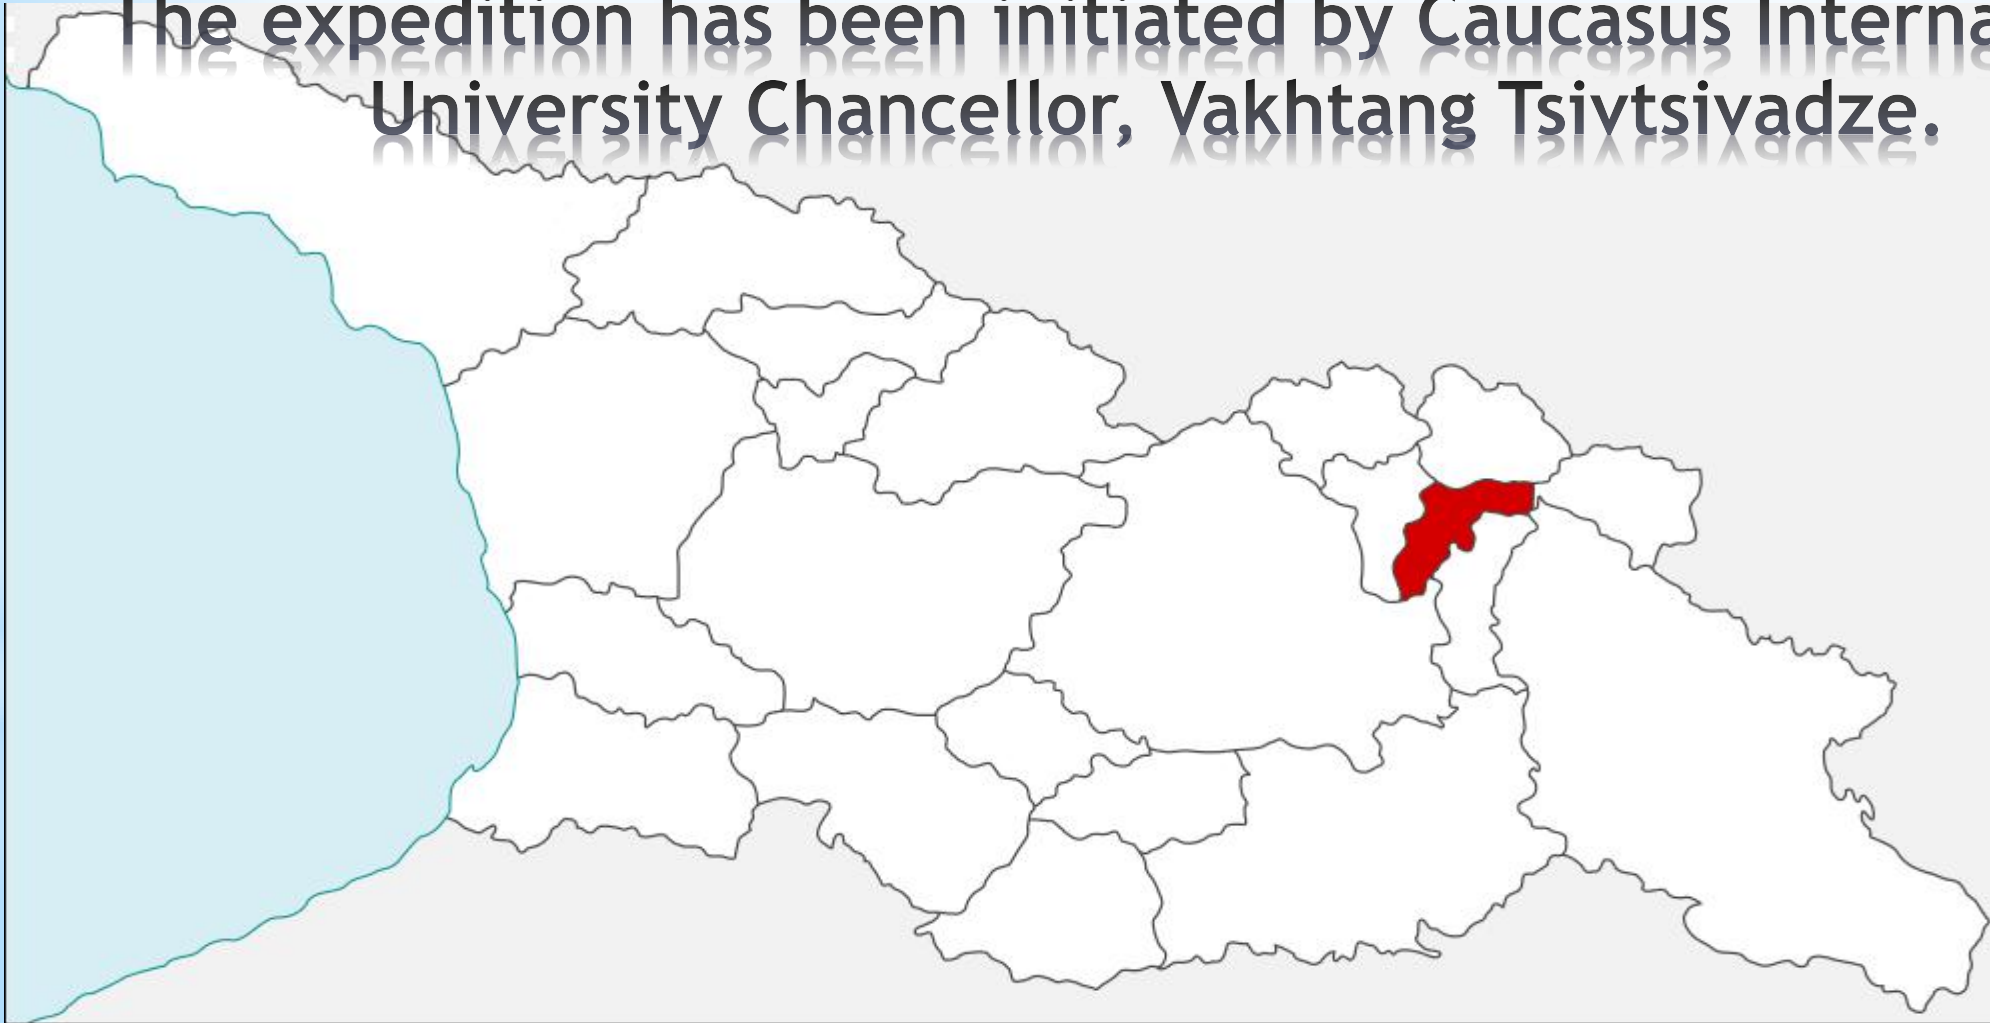 The expedition has been initiated by Caucasus Interna
University Chancellor, Vakhtang Tsivtsivadze.